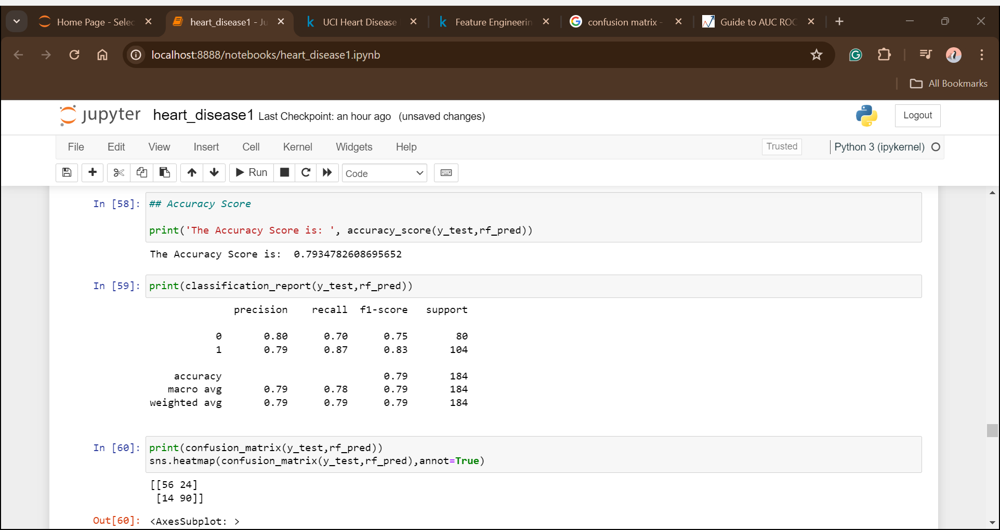 Home Page - Selec
heart_disease1 - Ju
UCI Heart Disease
Feature Engineerin
confusion matrix -
Guide to AUC ROC
localhost:8888/notebooks/heart_disease1.ipynb
All Bookmarks
jupyter heart_disease1 Last Checkpoint: an hour ago (unsaved changes)
Logout
File Edit View Insert Cell Kernel Widgets Help
Trusted
Python 3 (ipykernel)
Run
Code
In [58]: ## Accuracy Score
print('The Accuracy Score is: ', accuracy_score(y_test,rf_pred))
The Accuracy Score is:  0.7934782608695652
In [59]: print(classification_report(y_test,rf_pred))
precision recall f1-score support
0 0.80 0.70 0.75 80
1 0.79 0.87 0.83 104
accuracy 0.79 184
macro avg 0.79 0.78 0.79 184
weighted avg 0.79 0.79 0.79 184
In [60]: print(confusion_matrix(y_test,rf_pred))
sns.heatmap(confusion_matrix(y_test,rf_pred),annot=True)
[[56 24]
[14 90]]
Out[60]: <AxesSubplot: >